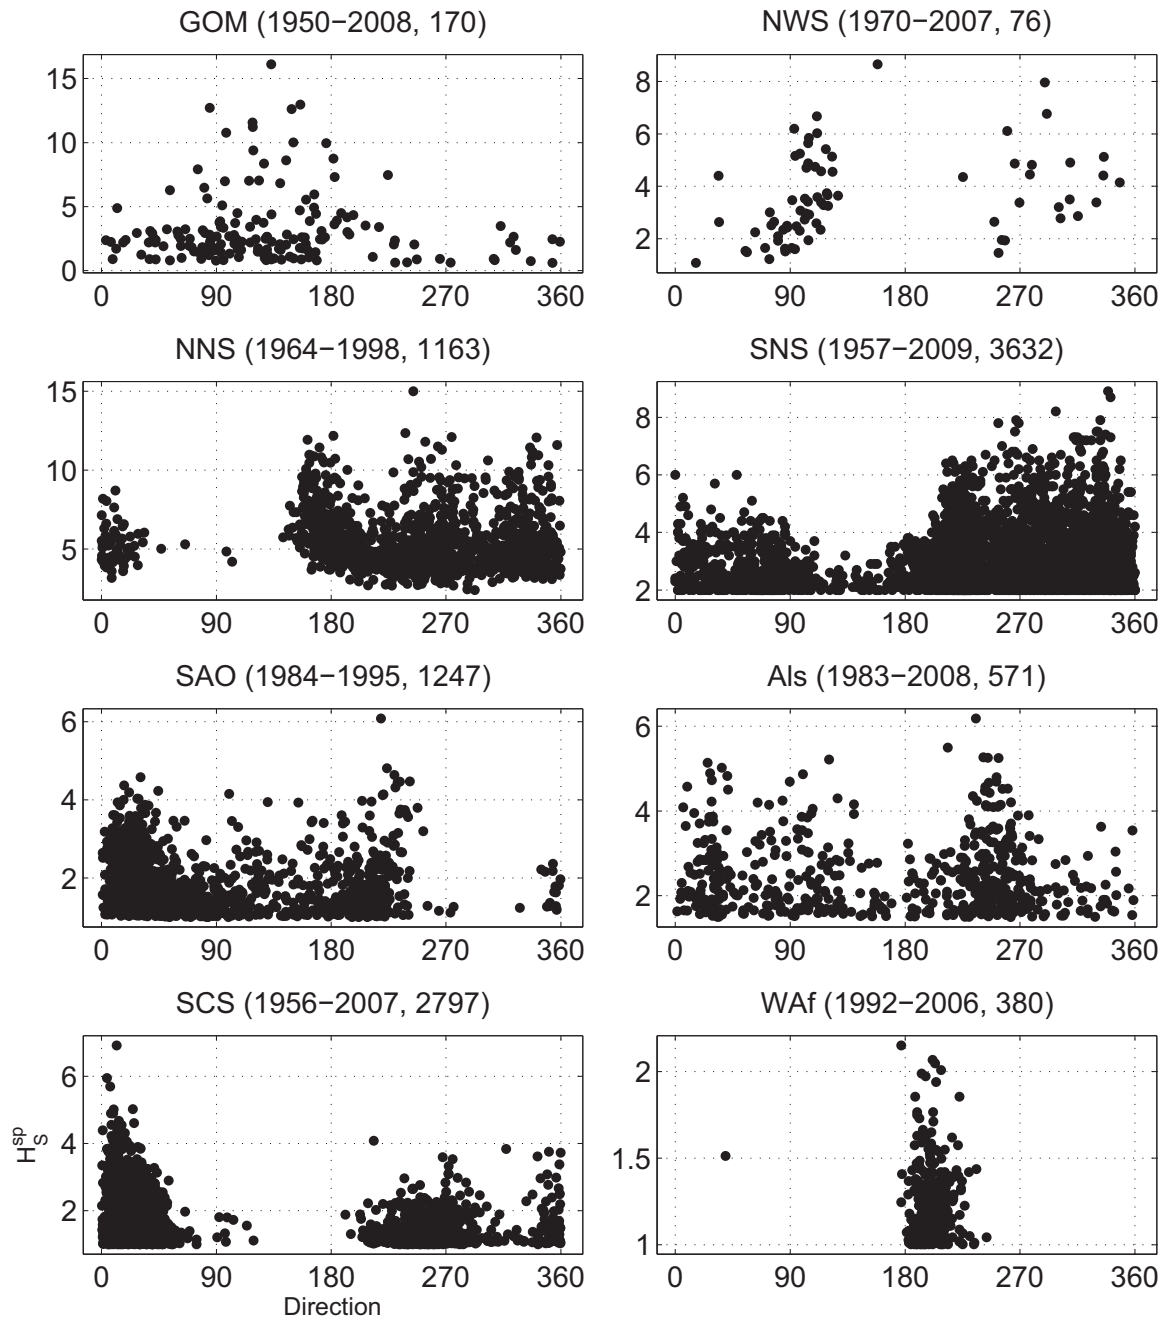 GOM (1950−2008, 170)
15
10
5
0
0 90 180 270 360
NWS (1970−2007, 76)
8
6
4
2
0 90 180 270 360
NNS (1964−1998, 1163)
15
10
5
0 90 180 270 360
SNS (1957−2009, 3632)
8
6
4
2
0 90 180 270 360
SAO (1984−1995, 1247)
6
4
2
0 90 180 270 360
Als (1983−2008, 571)
6
4
2
0 90 180 270 360
SCS (1956−2007, 2797)
6
4
2
H_S^sp
0 90 180 270 360
Direction
WAf (1992−2006, 380)
2
1.5
1
0 90 180 270 360